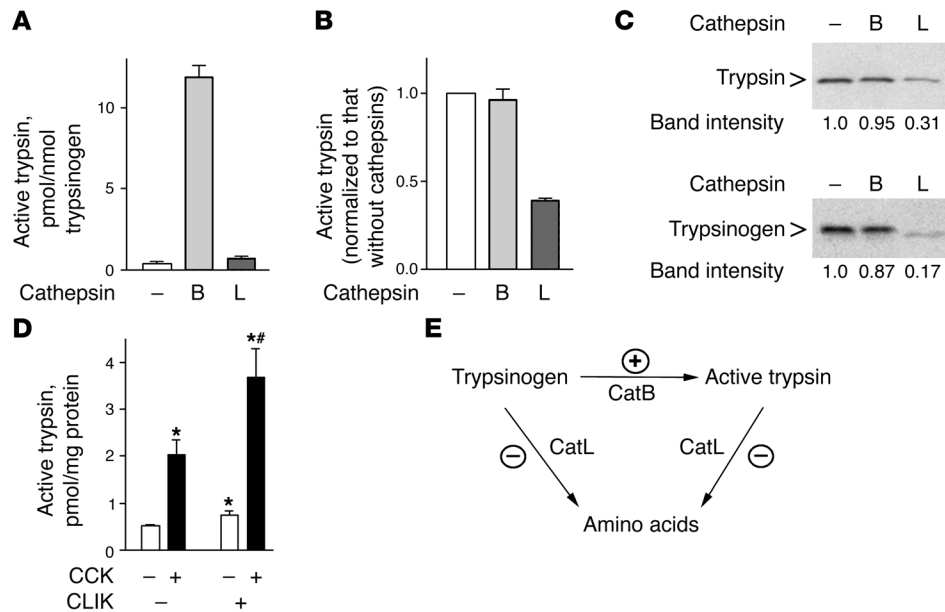 A
Active trypsin,
pmol/nmol
trypsinogen
10
5
0
Cathepsin – B L
B
Active trypsin
(normalized to that
without cathepsins)
1.0
0.5
0.0
Cathepsin – B L
C
Cathepsin – B L
Trypsin >
Band intensity 1.0 0.95 0.31
Cathepsin – B L
Trypsinogen >
Band intensity 1.0 0.87 0.17
D
Active trypsin,
pmol/mg protein
4
3
2
1
0
* * *#
CCK – + – +
CLIK – +
E
Trypsinogen + Active trypsin
CatB
CatL CatL
– –
Amino acids